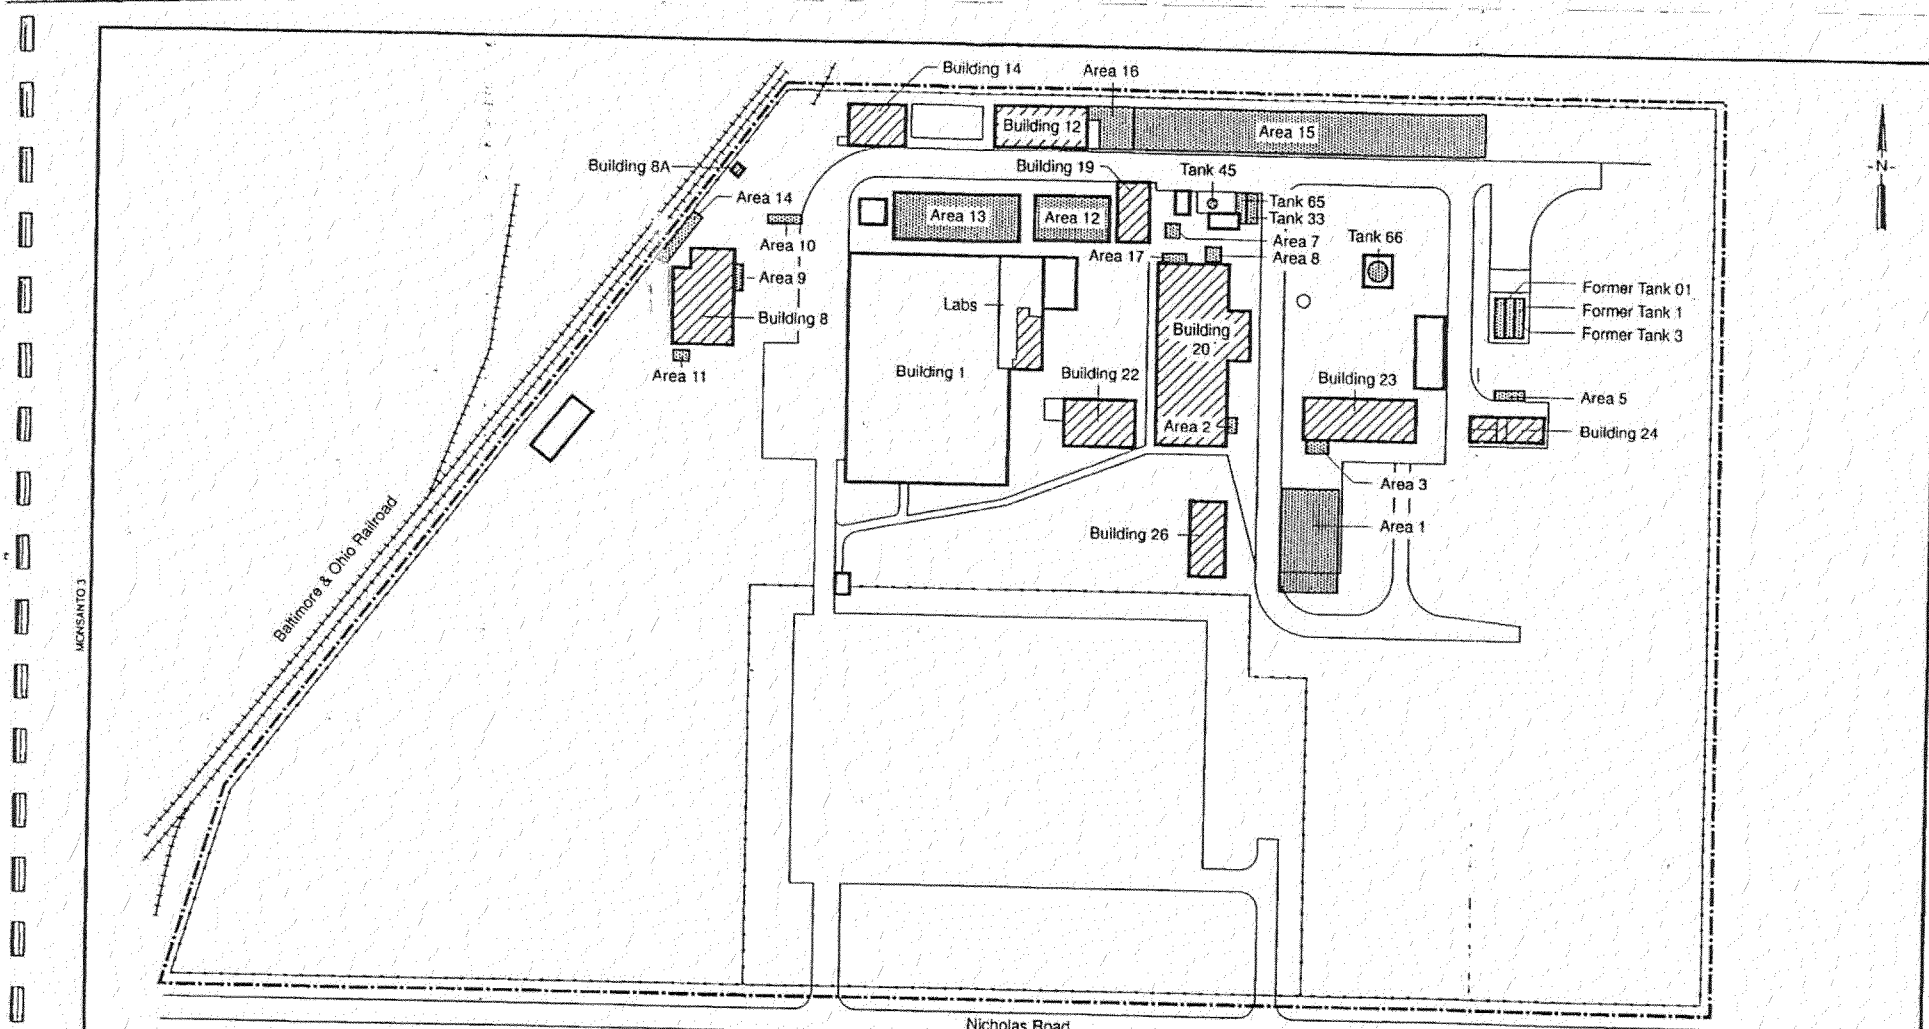 Building 14
Area 16
Building 12
Area 15
Building 8A
Building 19
Tank 45
Area 14
Tank 65
Tank 33
Area 13
Area 12
Area 10
Area 7
Tank 66
Area 17
Area 8
Area 9
Former Tank 01
Labs
Former Tank 1
Building 8
Building
20
Former Tank 3
Area 11
Building 1
Building 22
Building 23
Area 5
Area 2
Building 24
Area 3
Area 1
Building 26
Baltimore & Ohio Railroad
MONSANTO 3
N
Nicholas Road